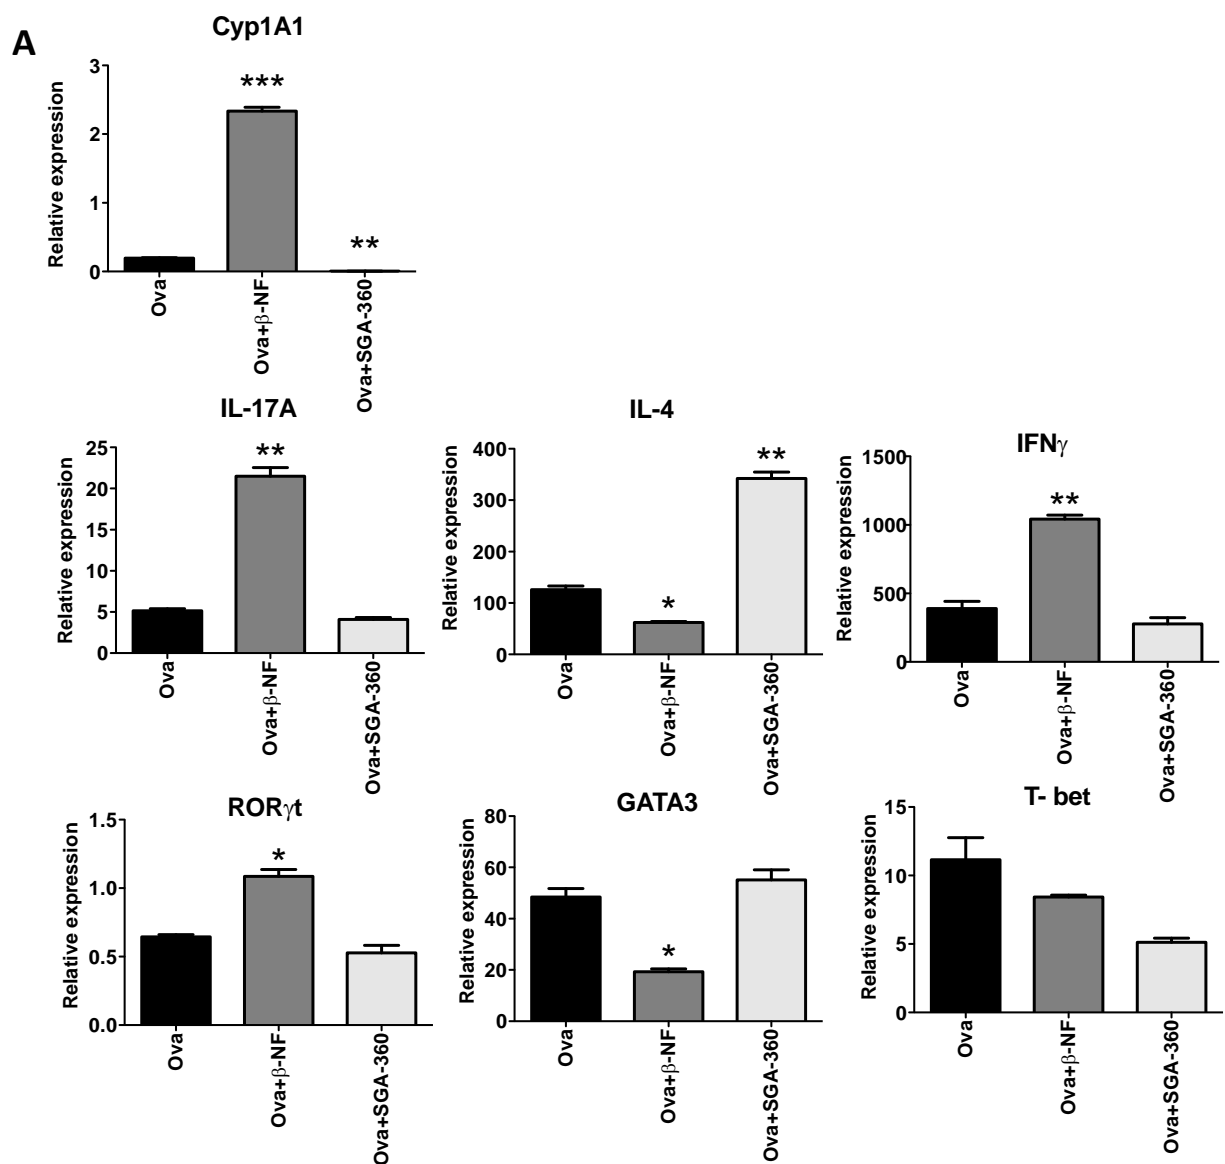 A
Cyp1A1
Relative expression
3
2
1
0
***
**
Ova
Ova+β-NF
Ova+SGA-360
IL-17A
Relative expression
25
20
15
10
5
0
**
Ova
Ova+β-NF
Ova+SGA-360
IL-4
Relative expression
400
300
200
100
0
*
**
Ova
Ova+β-NF
Ova+SGA-360
IFNγ
Relative expression
1500
1000
500
0
**
Ova
Ova+β-NF
Ova+SGA-360
RORγt
Relative expression
1.5
1.0
0.5
0.0
*
Ova
Ova+β-NF
Ova+SGA-360
GATA3
Relative expression
80
60
40
20
0
*
Ova
Ova+β-NF
Ova+SGA-360
T- bet
Relative expression
15
10
5
0
Ova
Ova+β-NF
Ova+SGA-360